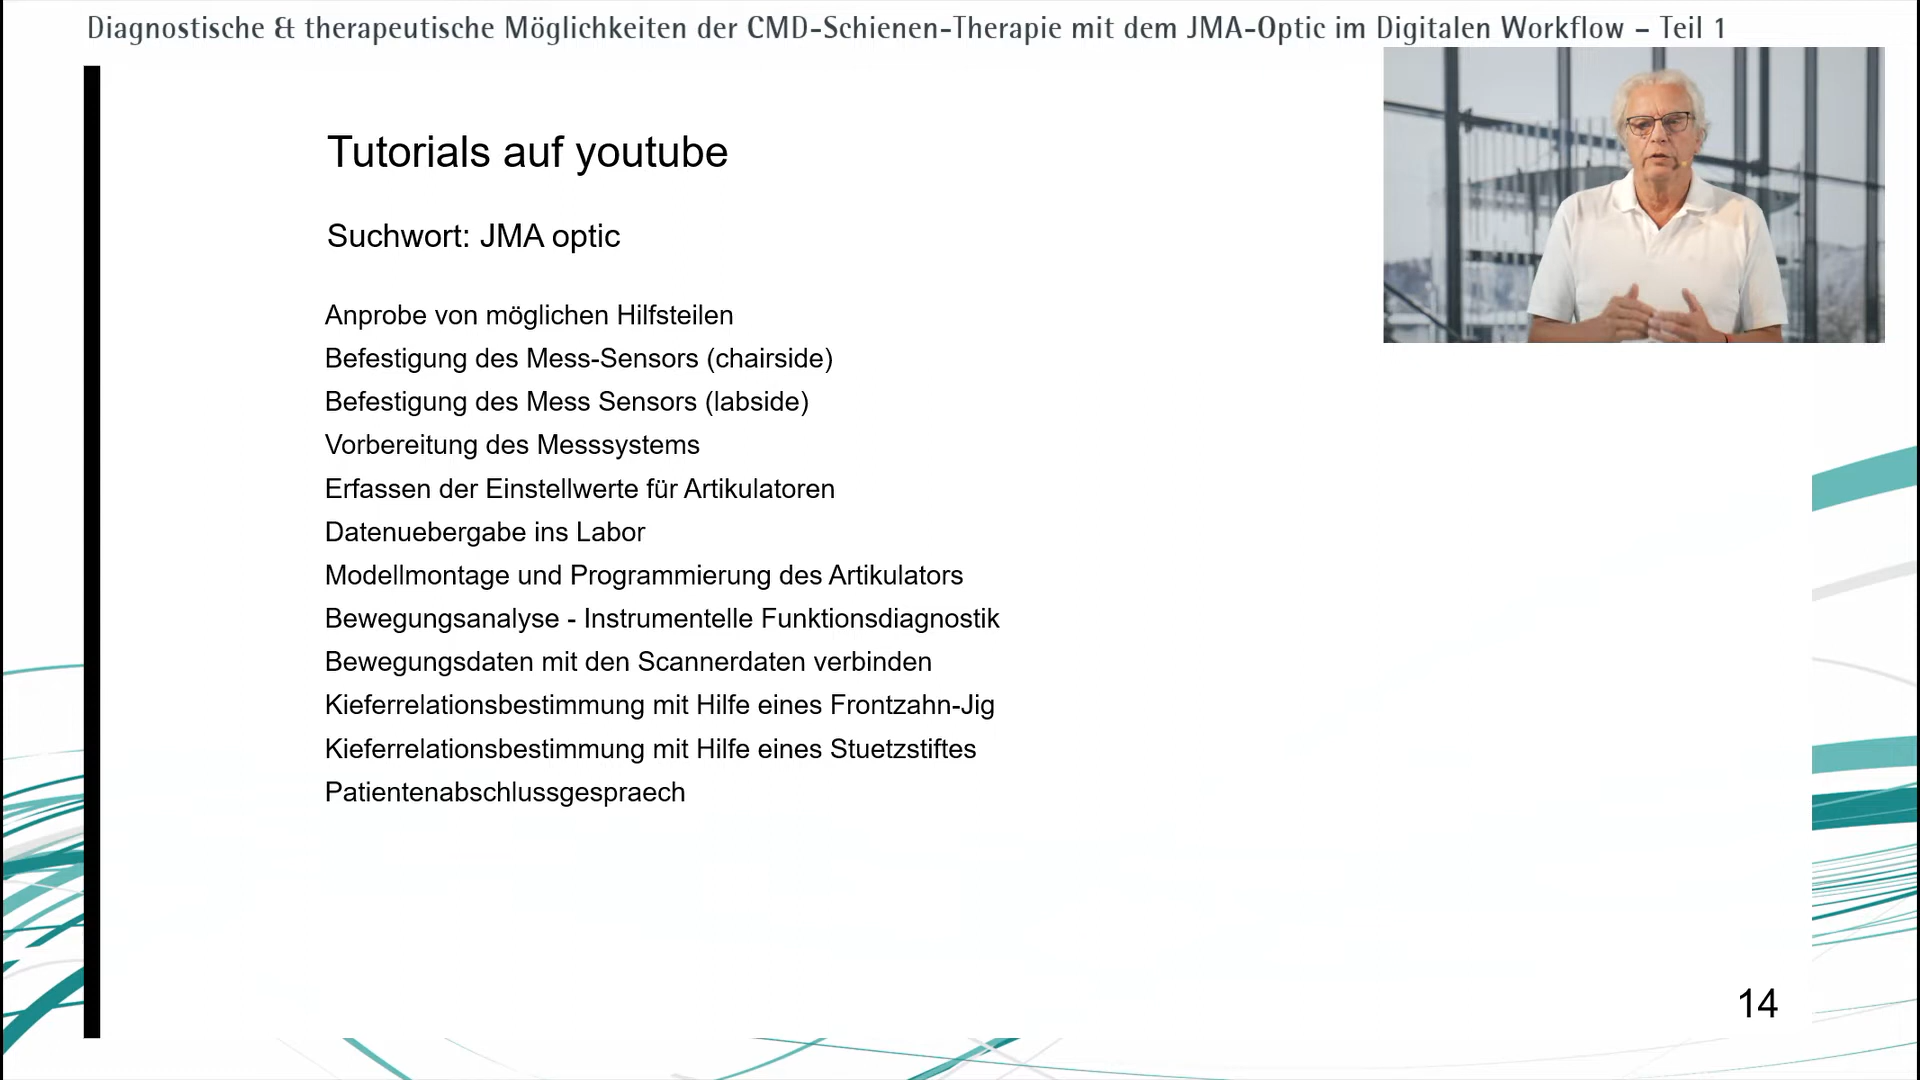 Diagnostische & therapeutische Möglichkeiten der CMD-Schienen-Therapie mit dem JMA-Optic im Digitalen Workflow – Teil 1
Tutorials auf youtube
Suchwort: JMA optic
Anprobe von möglichen Hilfsteilen
Befestigung des Mess-Sensors (chairside)
Befestigung des Mess Sensors (labside)
Vorbereitung des Messsystems
Erfassen der Einstellwerte für Artikulatoren
Datenuebergabe ins Labor
Modellmontage und Programmierung des Artikulators
Bewegungsanalyse - Instrumentelle Funktionsdiagnostik
Bewegungsdaten mit den Scannerdaten verbinden
Kieferrelationsbestimmung mit Hilfe eines Frontzahn-Jig
Kieferrelationsbestimmung mit Hilfe eines Stuetzstiftes
Patientenabschlussgespraech
14